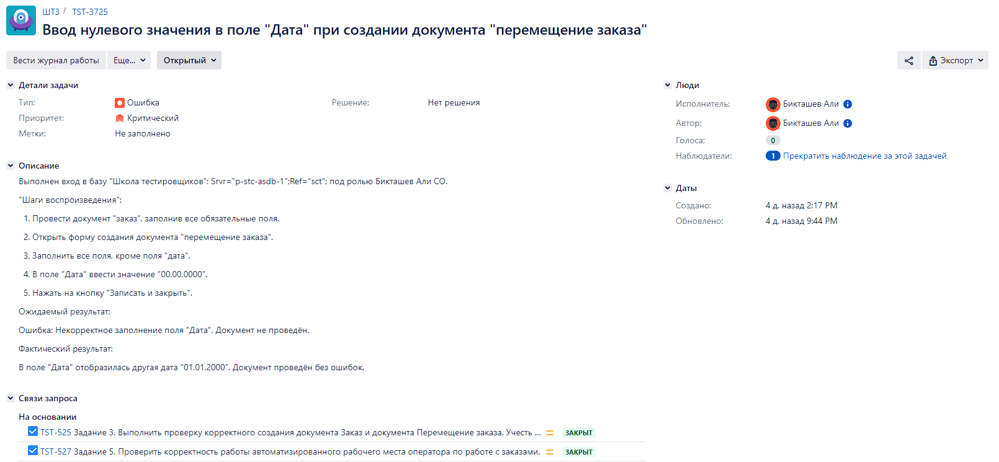 ШТЗ / TST-3725
Ввод нулевого значения в поле "Дата" при создании документа "перемещение заказа"
Вести журнал работы Еще... Открытый Экспорт
Детали задачи
Тип: Ошибка Решение: Нет решения
Приоритет: Критический
Метки: Не заполнено
Описание
Выполнен вход в базу "Школа тестировщиков": Srvr="p-stc-asdb-1";Ref="sct"; под ролью Бикташев Али СО.
"Шаги воспроизведения":
1. Провести документ "заказ", заполнив все обязательные поля.
2. Открыть форму создания документа "перемещение заказа".
3. Заполнить все поля, кроме поля "дата".
4. В поле "Дата" ввести значение "00.00.0000".
5. Нажать на кнопку "Записать и закрыть".
Ожидаемый результат:
Ошибка: Некорректное заполнение поля "Дата". Документ не проведён.
Фактический результат:
В поле "Дата" отобразилась другая дата "01.01.2000". Документ проведён без ошибок.
Связи запроса
На основании
TST-525 Задание 3. Выполнить проверку корректного создания документа Заказ и документа Перемещение заказа. Учесть ... ЗАКРЫТ
TST-527 Задание 5. Проверить корректность работы автоматизированного рабочего места оператора по работе с заказами. ЗАКРЫТ
Люди
Исполнитель: Бикташев Али
Автор: Бикташев Али
Голоса: 0
Наблюдатели: 1 Прекратить наблюдение за этой задачей
Даты
Создано: 4 д. назад 2:17 PM
Обновлено: 4 д. назад 9:44 PM